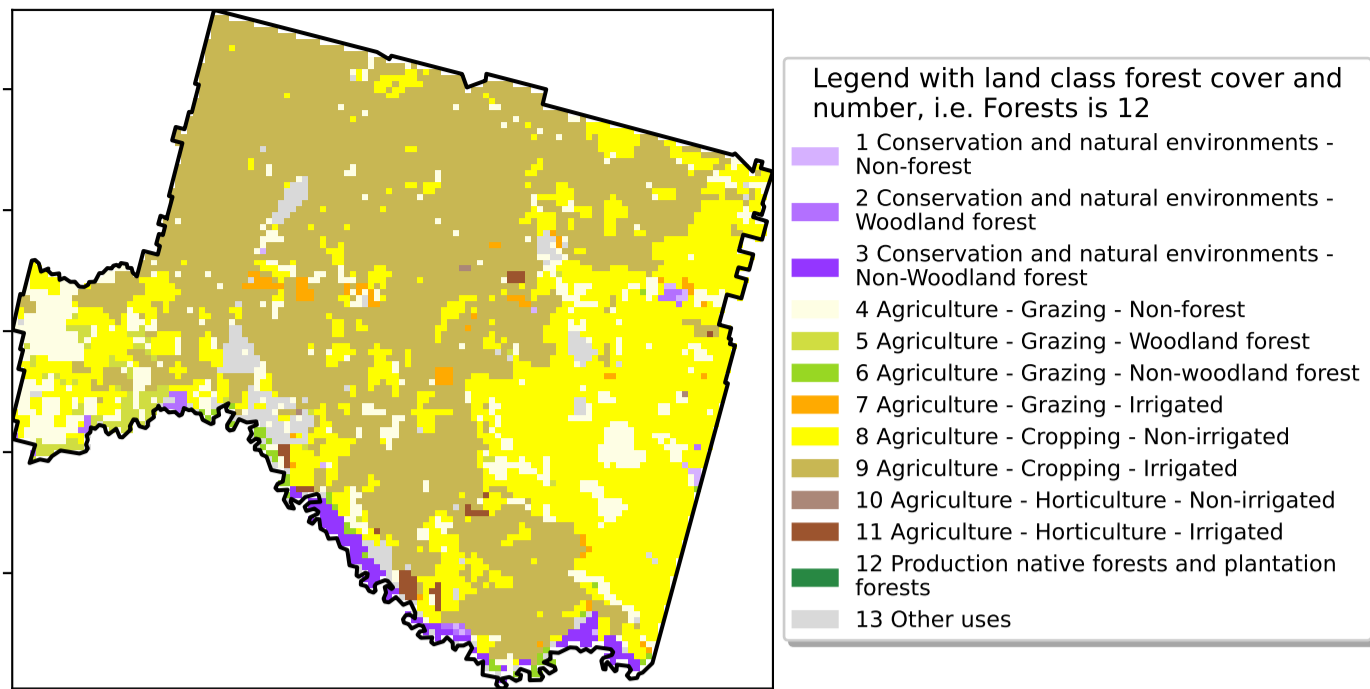 Legend with land class forest cover and
number, i.e. Forests is 12
1 Conservation and natural environments -
Non-forest
2 Conservation and natural environments -
Woodland forest
3 Conservation and natural environments -
Non-Woodland forest
4 Agriculture - Grazing - Non-forest
5 Agriculture - Grazing - Woodland forest
6 Agriculture - Grazing - Non-woodland forest
7 Agriculture - Grazing - Irrigated
8 Agriculture - Cropping - Non-irrigated
9 Agriculture - Cropping - Irrigated
10 Agriculture - Horticulture - Non-irrigated
11 Agriculture - Horticulture - Irrigated
12 Production native forests and plantation
forests
13 Other uses